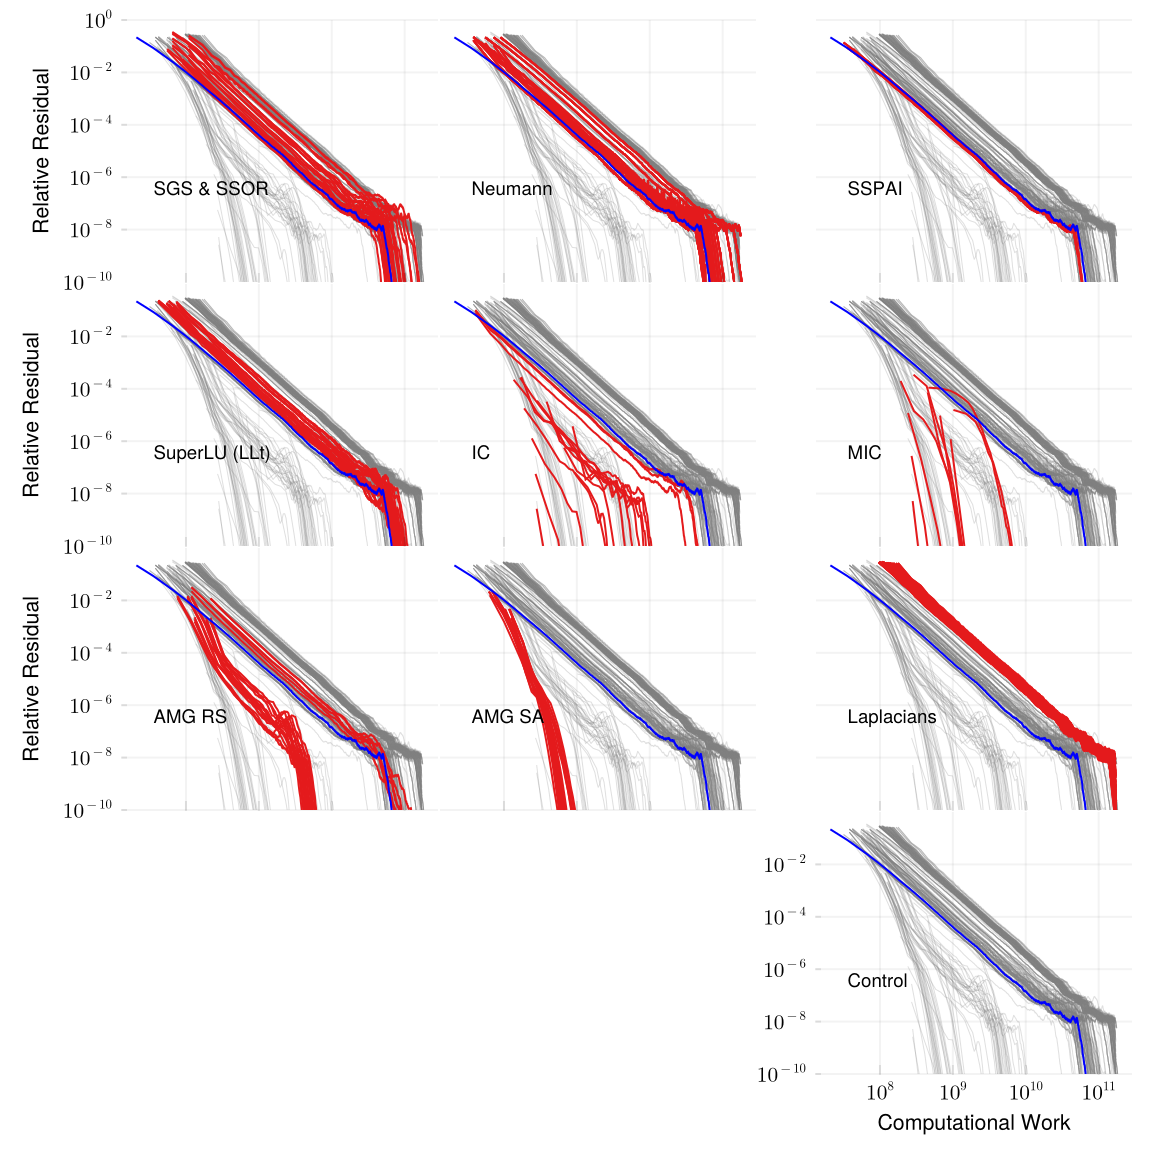 10^0
10^−2
10^−4
10^−6
10^−8
10^−10
Relative Residual
SGS & SSOR
Neumann
SSPAI
10^−2
10^−4
10^−6
10^−8
10^−10
Relative Residual
SuperLU (LLt)
IC
MIC
10^−2
10^−4
10^−6
10^−8
10^−10
Relative Residual
AMG RS
AMG SA
Laplacians
10^−2
10^−4
10^−6
10^−8
10^−10
Control
10^8 10^9 10^10 10^11
Computational Work